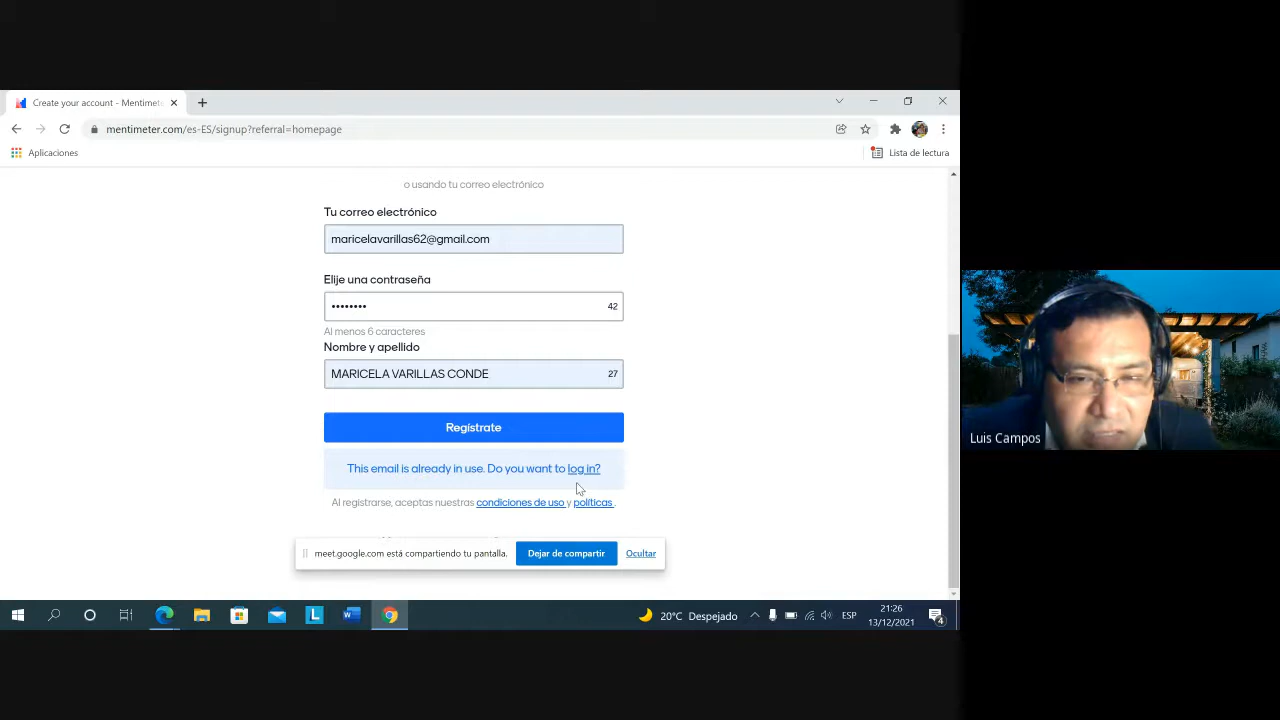 Create your account - Mentimete
mentimeter.com/es-ES/signup?referral=homepage
Aplicaciones
Lista de lectura
o usando tu correo electrónico
Tu correo electrónico
maricelavarillas62@gmail.com
Elije una contraseña
••••••••
42
Al menos 6 caracteres
Nombre y apellido
MARICELA VARILLAS CONDE
27
Regístrate
This email is already in use. Do you want to log in?
Al registrarse, aceptas nuestras condiciones de uso y políticas.
meet.google.com está compartiendo tu pantalla.
Dejar de compartir
Ocultar
Luis Campos
20°C Despejado
ESP
21:26
13/12/2021
4